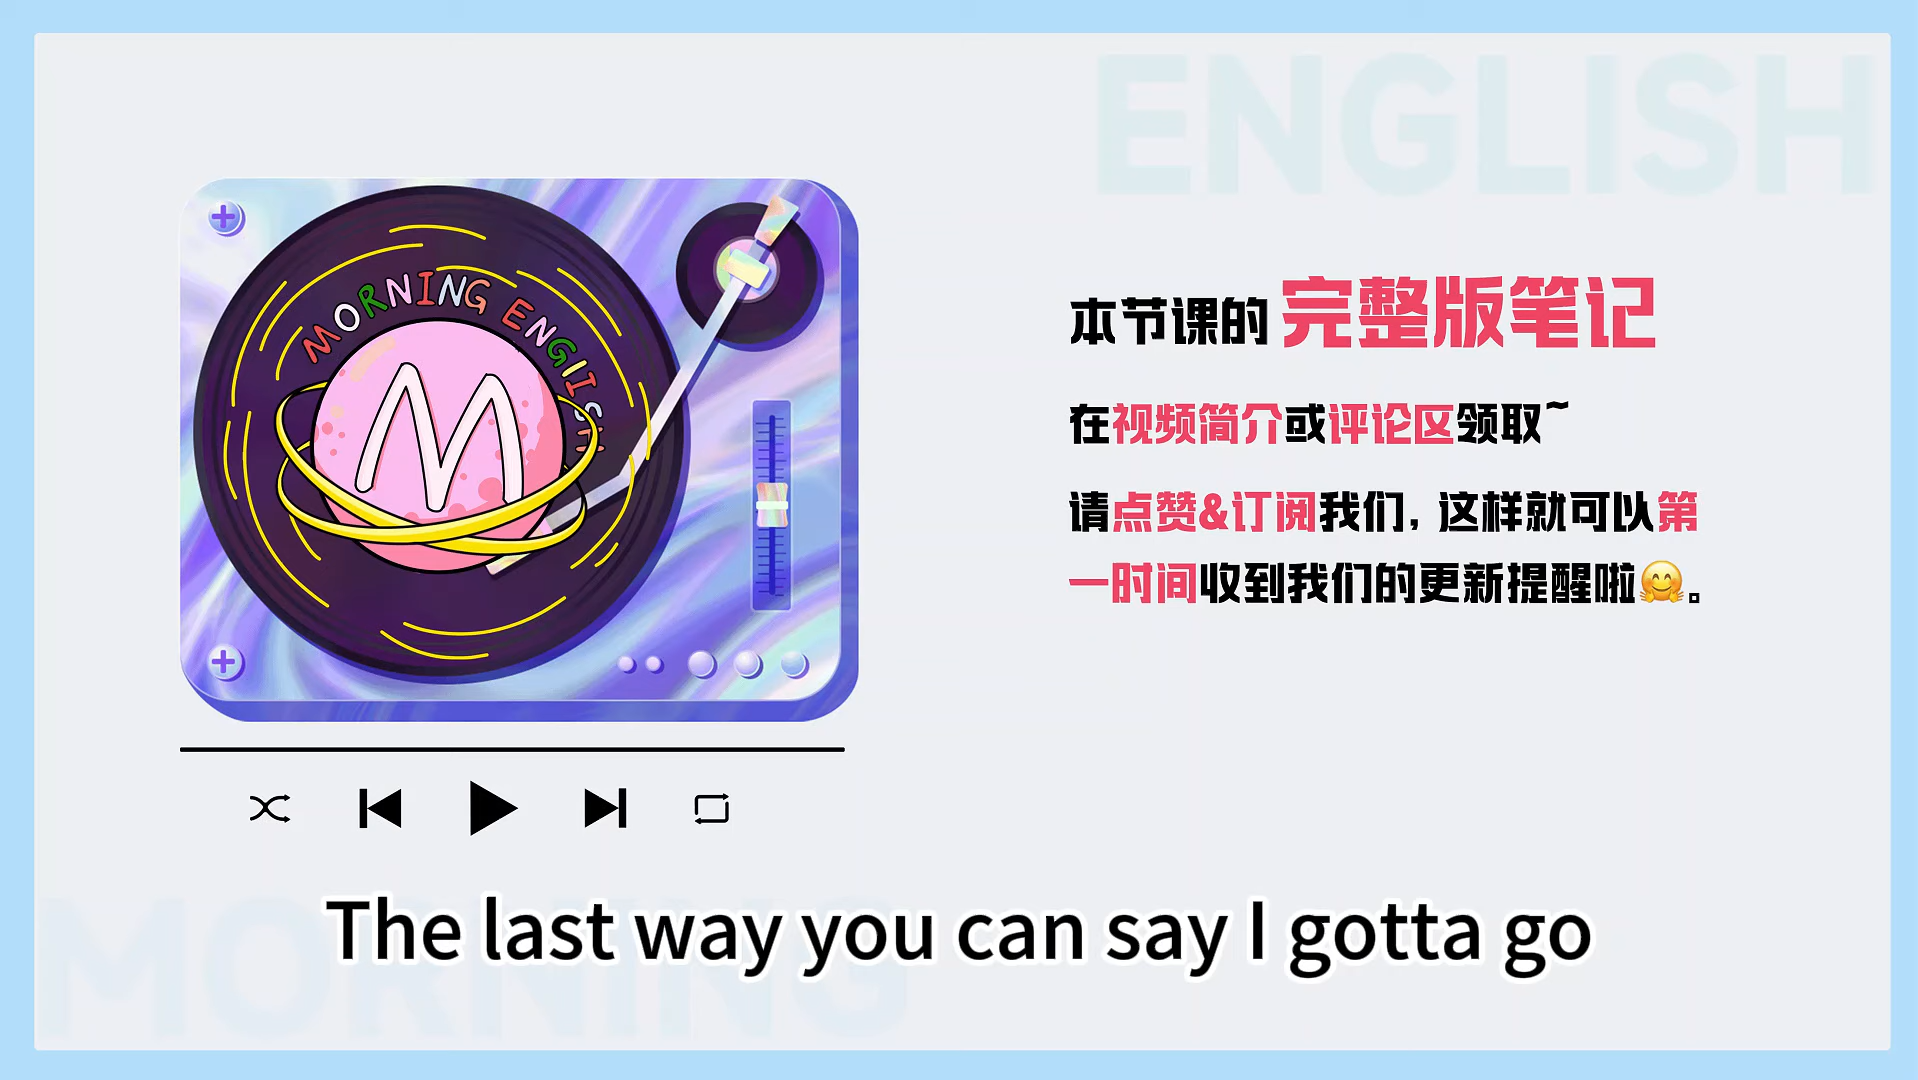 ENGLISH
MORNING ENGLISH
M
本节课的完整版笔记
在视频简介或评论区领取~
请点赞&订阅我们，这样就可以第
一时间收到我们的更新提醒啦🤗。
MORNING
The last way you can say I gotta go